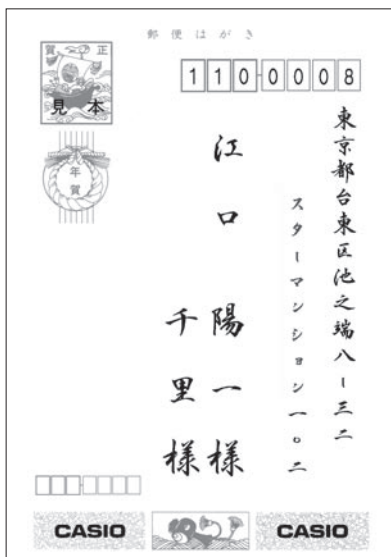 郵便はがき
賀正
見本
年賀
110-0008
東京都台東区池之端八ー三二
スターマンション一〇二
江口 陽一様
千里様
CASIO
CASIO